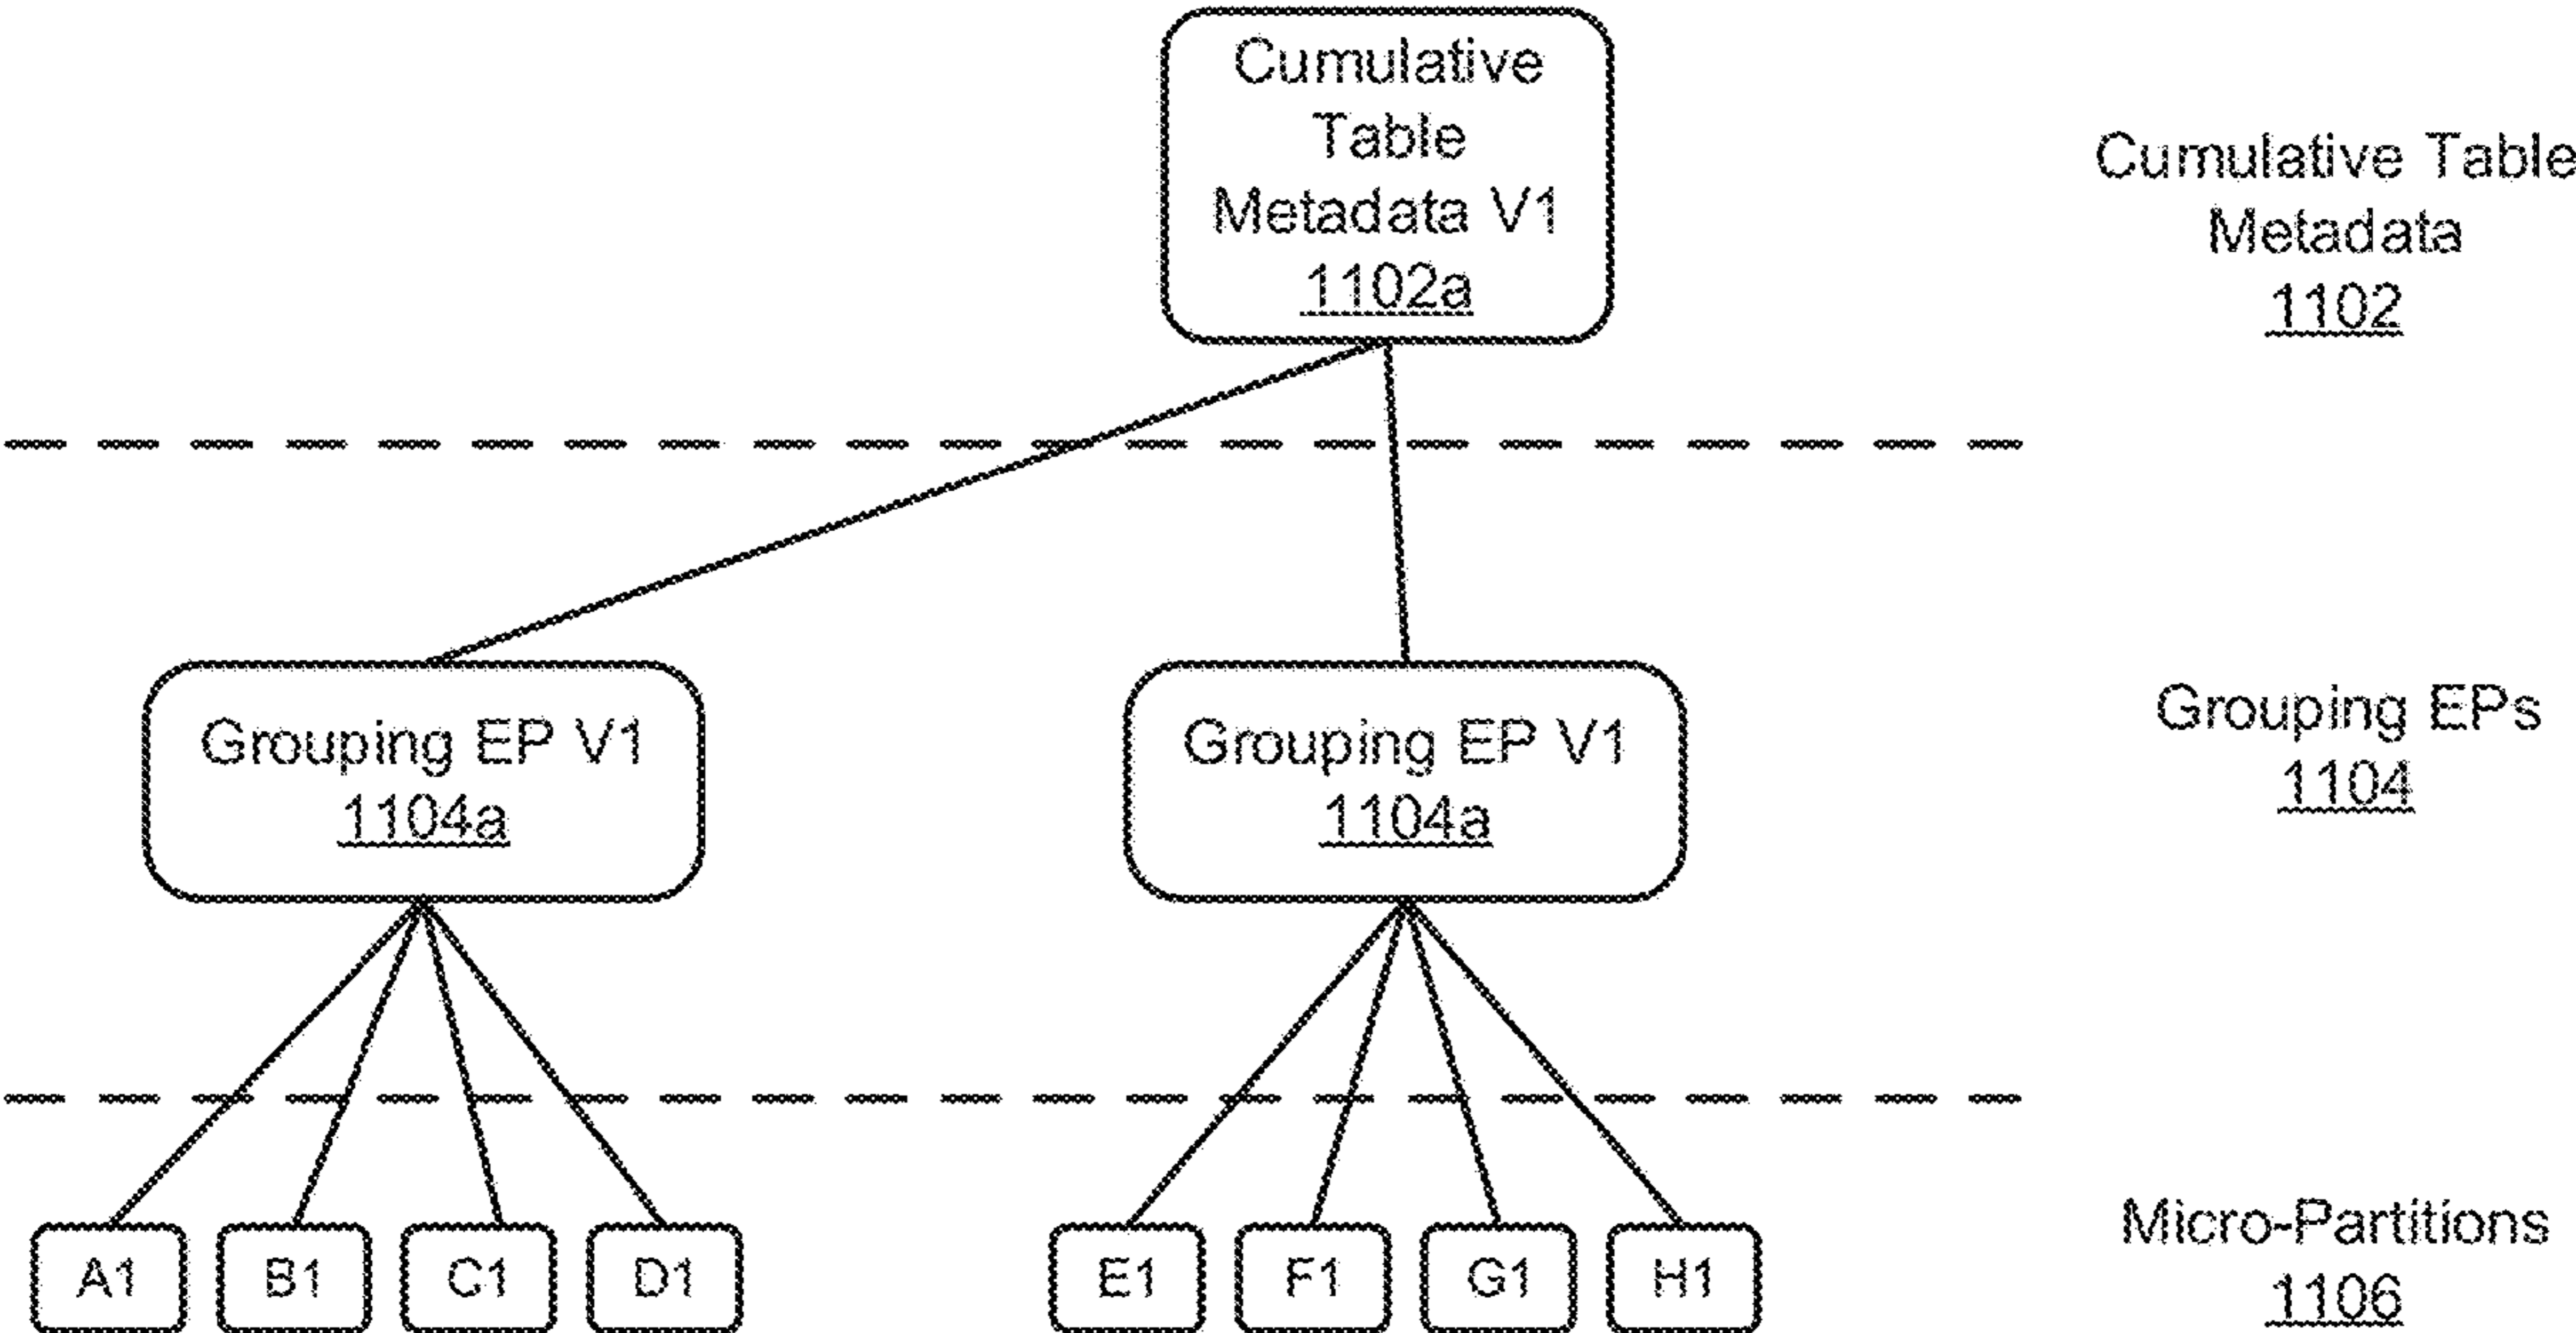 Cumulative
Table
Metadata V1
1102a
Cumulative Table
Metadata
1102
Grouping EP V1
1104a
Grouping EP V1
1104a
Grouping EPs
1104
A1
B1
C1
D1
E1
F1
G1
H1
Micro-Partitions
1106